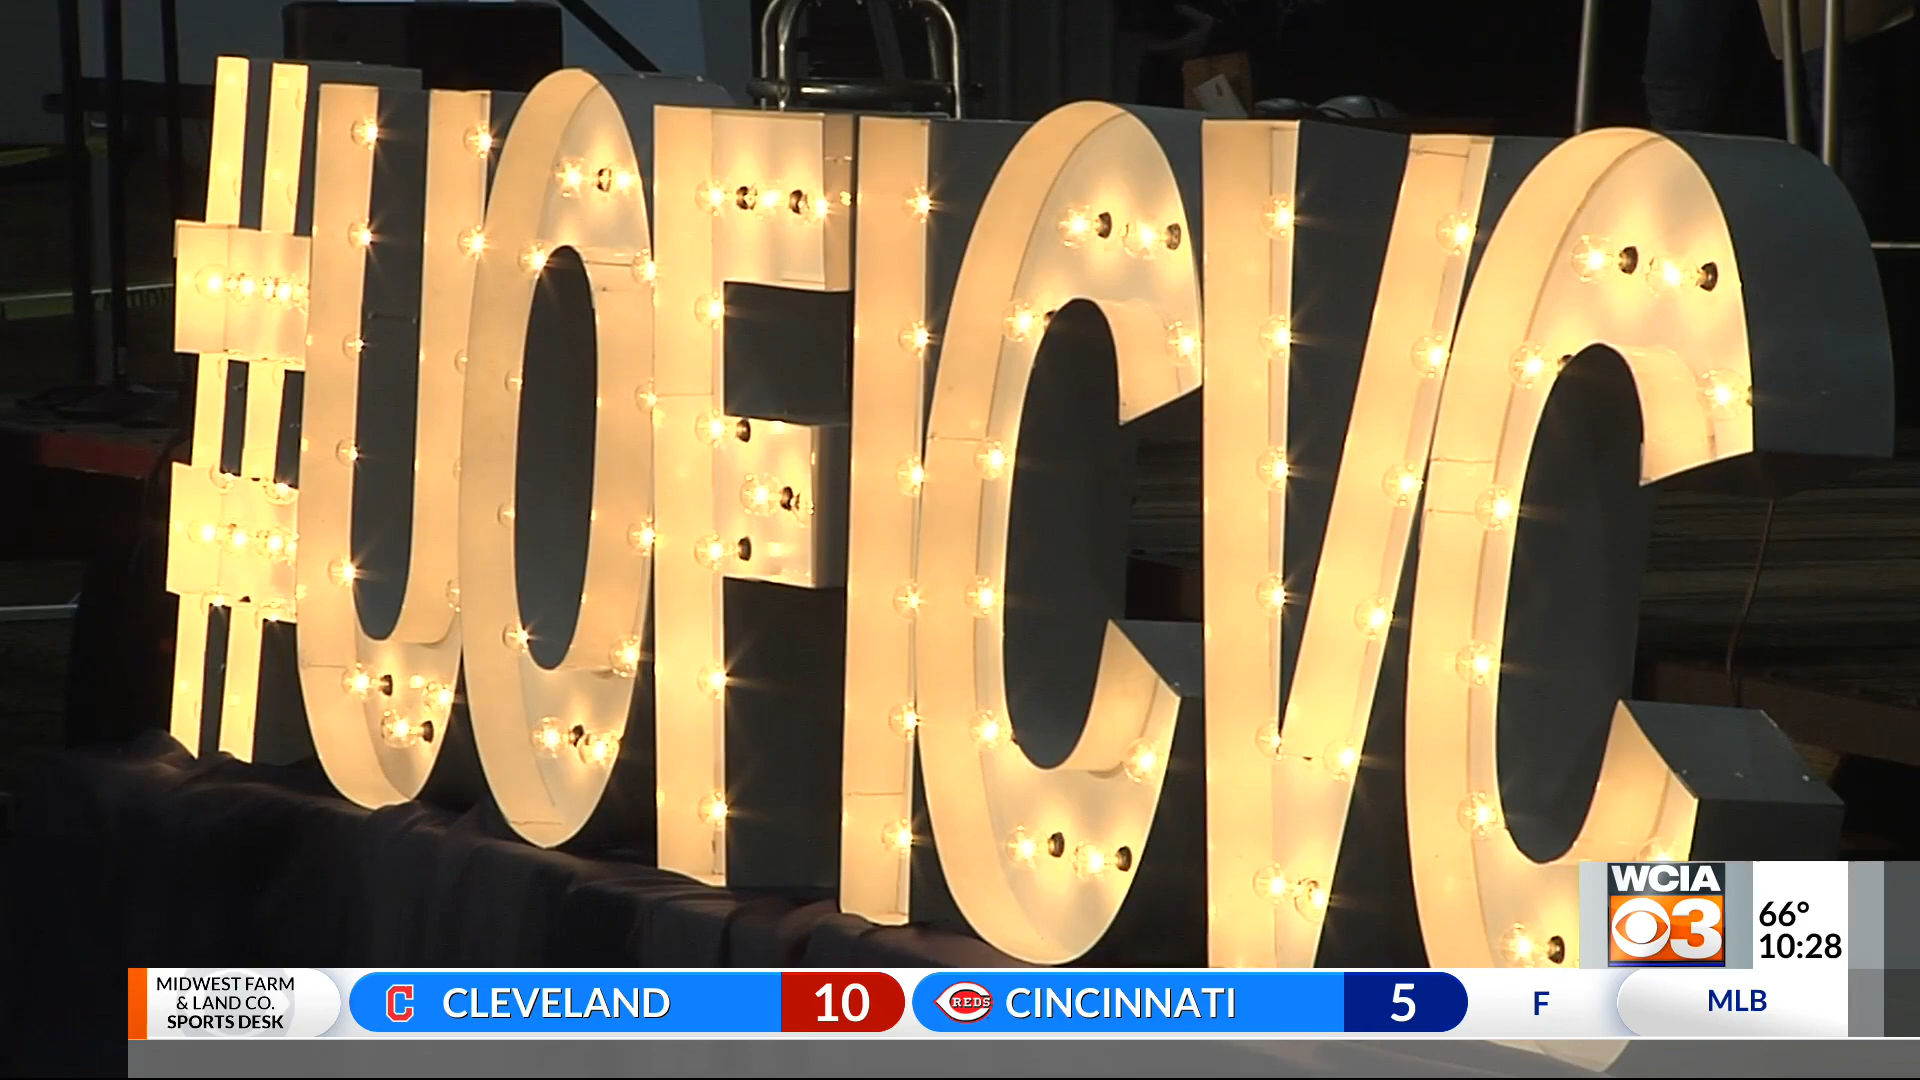 #UOFICVC
WCIA
3
66°
10:28
MIDWEST FARM
& LAND CO.
SPORTS DESK
C CLEVELAND 10 REDS CINCINNATI 5 F MLB